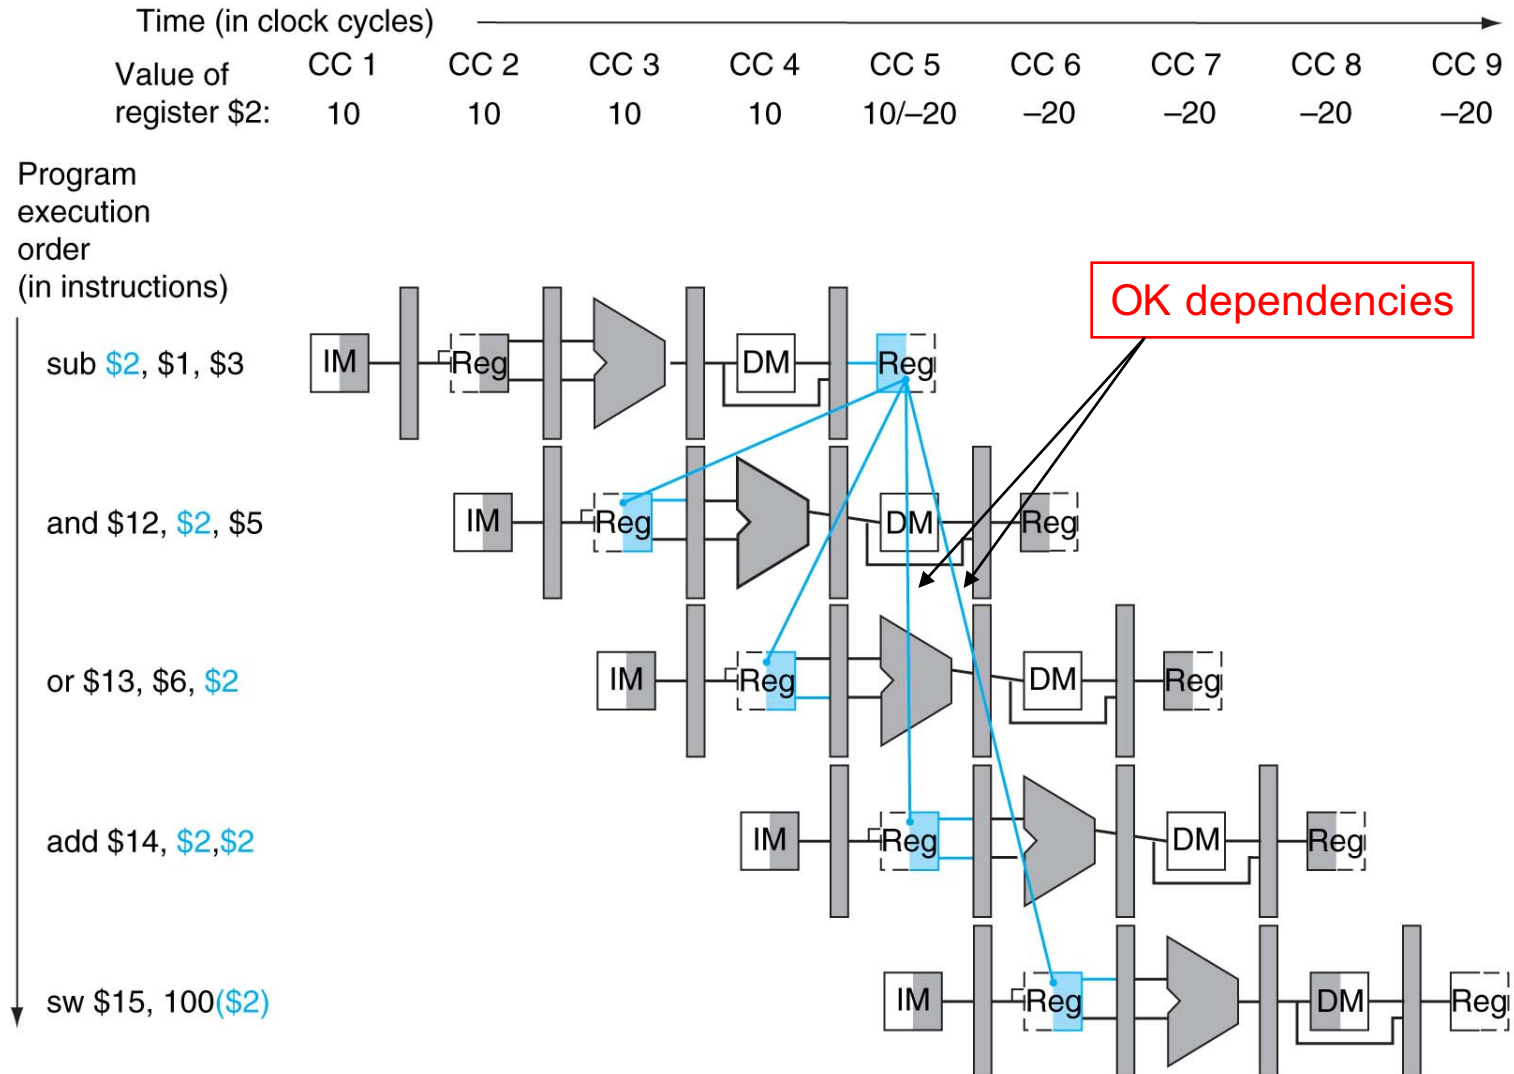 Time (in clock cycles)
Value of register $2:
CC 1 CC 2 CC 3 CC 4 CC 5 CC 6 CC 7 CC 8 CC 9
10 10 10 10 10/–20 –20 –20 –20 –20
Program
execution
order
(in instructions)
OK dependencies
sub $2, $1, $3
IM Reg DM Reg
and $12, $2, $5
IM Reg DM Reg
or $13, $6, $2
IM Reg DM Reg
add $14, $2,$2
IM Reg DM Reg
sw $15, 100($2)
IM Reg DM Reg